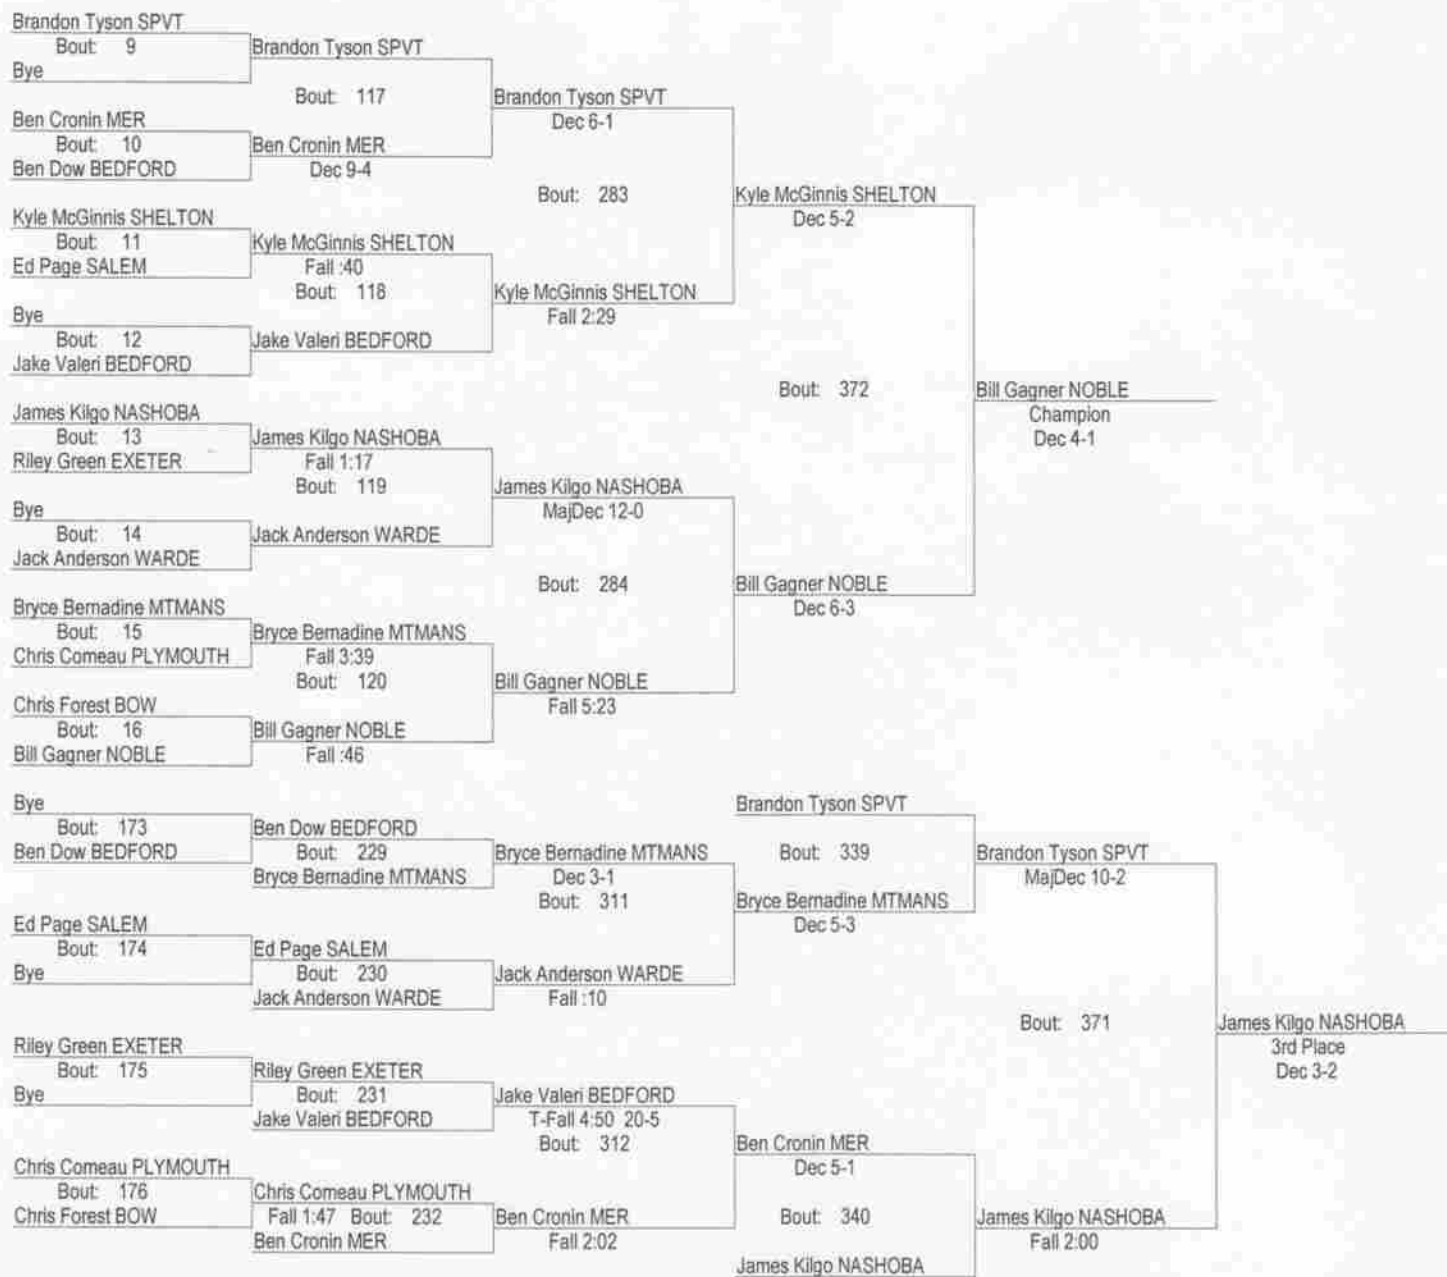 Brandon Tyson SPVT
Bout: 9
Bye
Brandon Tyson SPVT
Bout: 117
Ben Cronin MER
Bout: 10
Ben Dow BEDFORD
Ben Cronin MER
Dec 9-4
Brandon Tyson SPVT
Dec 6-1
Bout: 283
Kyle McGinnis SHELTON
Bout: 11
Ed Page SALEM
Kyle McGinnis SHELTON
Fall :40
Bout: 118
Bye
Bout: 12
Jake Valeri BEDFORD
Jake Valeri BEDFORD
Kyle McGinnis SHELTON
Fall 2:29
Kyle McGinnis SHELTON
Dec 5-2
Bout: 372
James Kilgo NASHOBA
Bout: 13
Riley Green EXETER
James Kilgo NASHOBA
Fall 1:17
Bout: 119
Bye
Bout: 14
Jack Anderson WARDE
Jack Anderson WARDE
James Kilgo NASHOBA
MajDec 12-0
Bout: 284
Bryce Bernadine MTMANS
Bout: 15
Chris Comeau PLYMOUTH
Bryce Bernadine MTMANS
Fall 3:39
Bout: 120
Chris Forest BOW
Bout: 16
Bill Gagner NOBLE
Bill Gagner NOBLE
Fall :46
Bill Gagner NOBLE
Fall 5:23
Bill Gagner NOBLE
Dec 6-3
Bill Gagner NOBLE
Champion
Dec 4-1
Bye
Bout: 173
Ben Dow BEDFORD
Ben Dow BEDFORD
Bout: 229
Bryce Bernadine MTMANS
Bryce Bernadine MTMANS
Dec 3-1
Bout: 311
Ed Page SALEM
Bout: 174
Bye
Ed Page SALEM
Bout: 230
Jack Anderson WARDE
Jack Anderson WARDE
Fall :10
Brandon Tyson SPVT
Bout: 339
Bryce Bernadine MTMANS
Dec 5-3
Brandon Tyson SPVT
MajDec 10-2
Bout: 371
Riley Green EXETER
Bout: 175
Bye
Riley Green EXETER
Bout: 231
Jake Valeri BEDFORD
Jake Valeri BEDFORD
T-Fall 4:50 20-5
Bout: 312
Chris Comeau PLYMOUTH
Bout: 176
Chris Forest BOW
Chris Comeau PLYMOUTH
Fall 1:47 Bout: 232
Ben Cronin MER
Ben Cronin MER
Fall 2:02
Ben Cronin MER
Dec 5-1
Bout: 340
James Kilgo NASHOBA
James Kilgo NASHOBA
Fall 2:00
James Kilgo NASHOBA
3rd Place
Dec 3-2